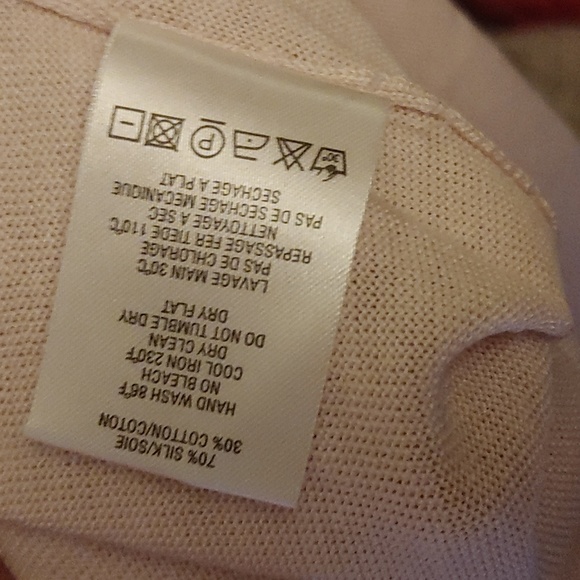 70% SILK/SOIE
30% COTTON/COTON
HAND WASH 86°F
NO BLEACH
COOL IRON 230°F
DRY CLEAN
DO NOT TUMBLE DRY
DRY FLAT
LAVAGE MAIN 30°C
PAS DE CHLORAGE
REPASSAGE FER TIEDE 110°C
NETTOYAGE A SEC
PAS DE SECHAGE MECANIQUE
SECHAGE A PLAT
30° P